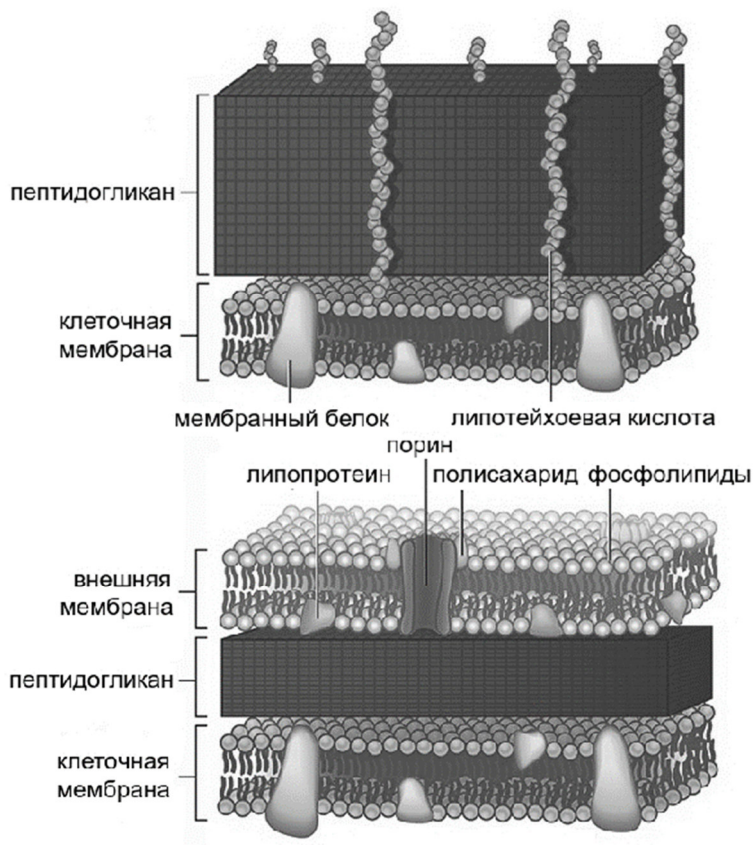 пептидогликан
клеточная
мембрана
мембранный белок
липотейхоевая кислота
порин
липопротеин
полисахарид
фосфолипиды
внешняя
мембрана
пептидогликан
клеточная
мембрана